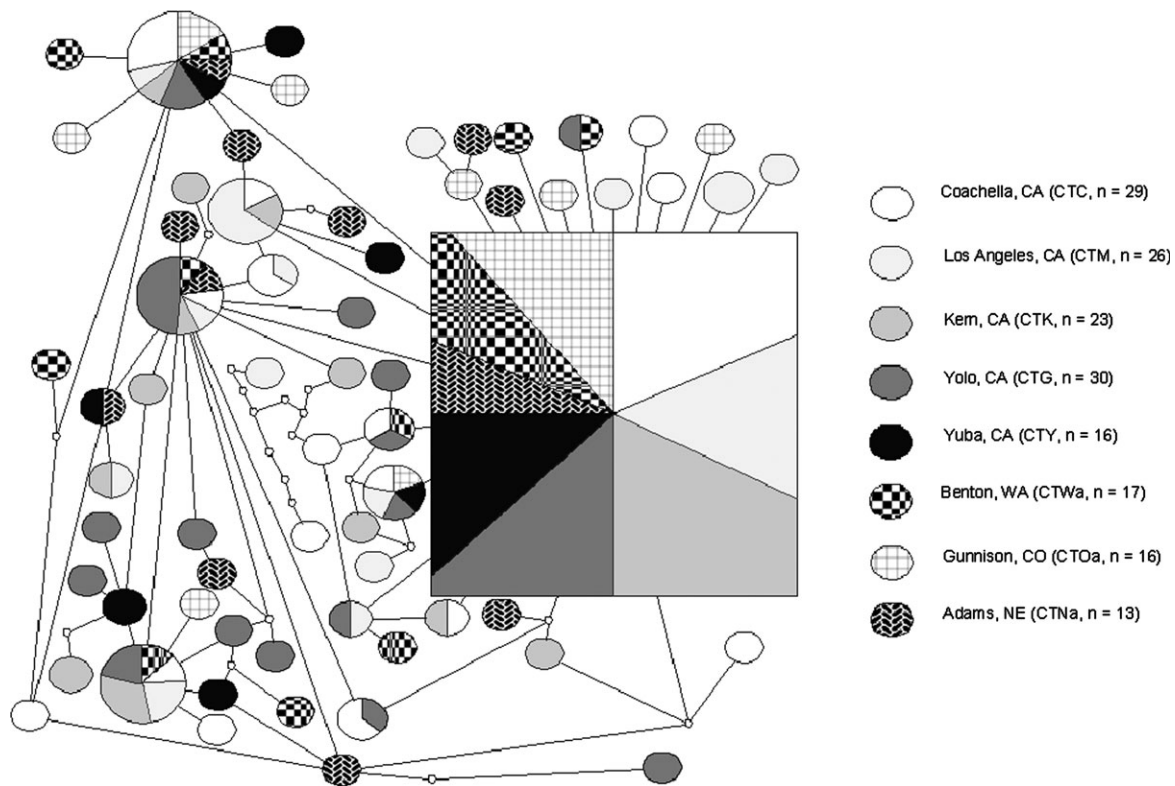 Coachella, CA (CTC, n = 29)
Los Angeles, CA (CTM, n = 26)
Kern, CA (CTK, n = 23)
Yolo, CA (CTG, n = 30)
Yuba, CA (CTY, n = 16)
Benton, WA (CTWa, n = 17)
Gunnison, CO (CTOa, n = 16)
Adams, NE (CTNa, n = 13)